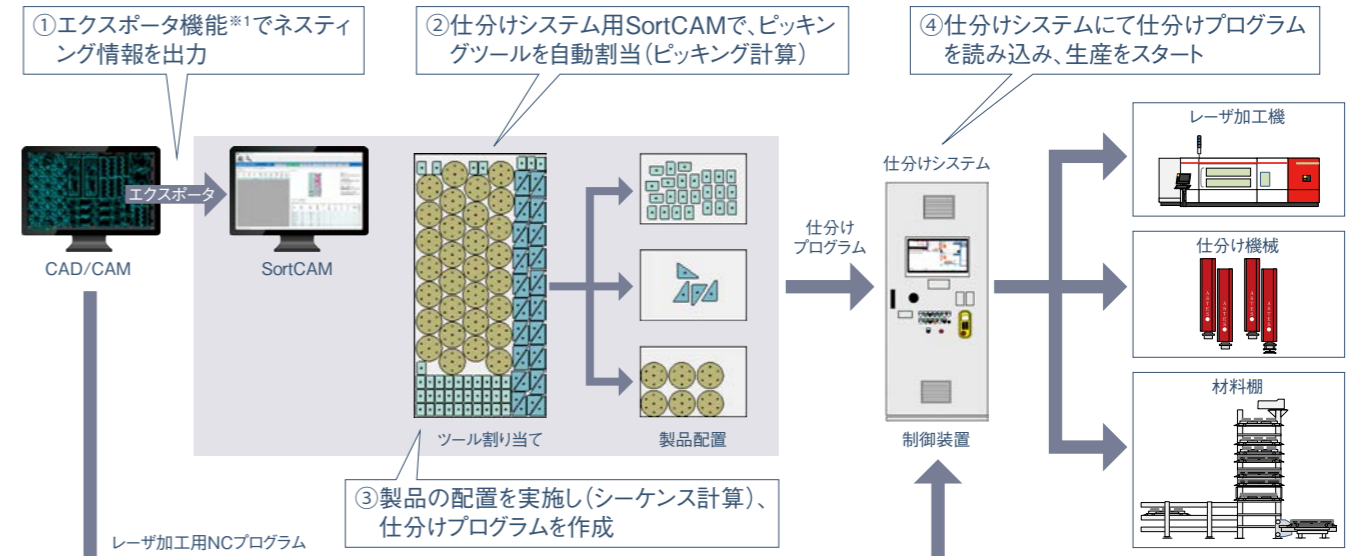 ①エクスポータ機能※1でネスティ
ング情報を出力
②仕分けシステム用SortCAMで、ピッキン
グツールを自動割当(ピッキング計算)
④仕分けシステムにて仕分けプログラム
を読み込み、生産をスタート
レーザ加工機
仕分けシステム
エクスポータ
仕分け
プログラム
仕分け機械
CAD/CAM
SortCAM
ASTES
ASTES
ASTES
ASTES
材料棚
ツール割り当て
製品配置
制御装置
③製品の配置を実施し(シーケンス計算)、
仕分けプログラムを作成
レーザ加工用NCプログラム